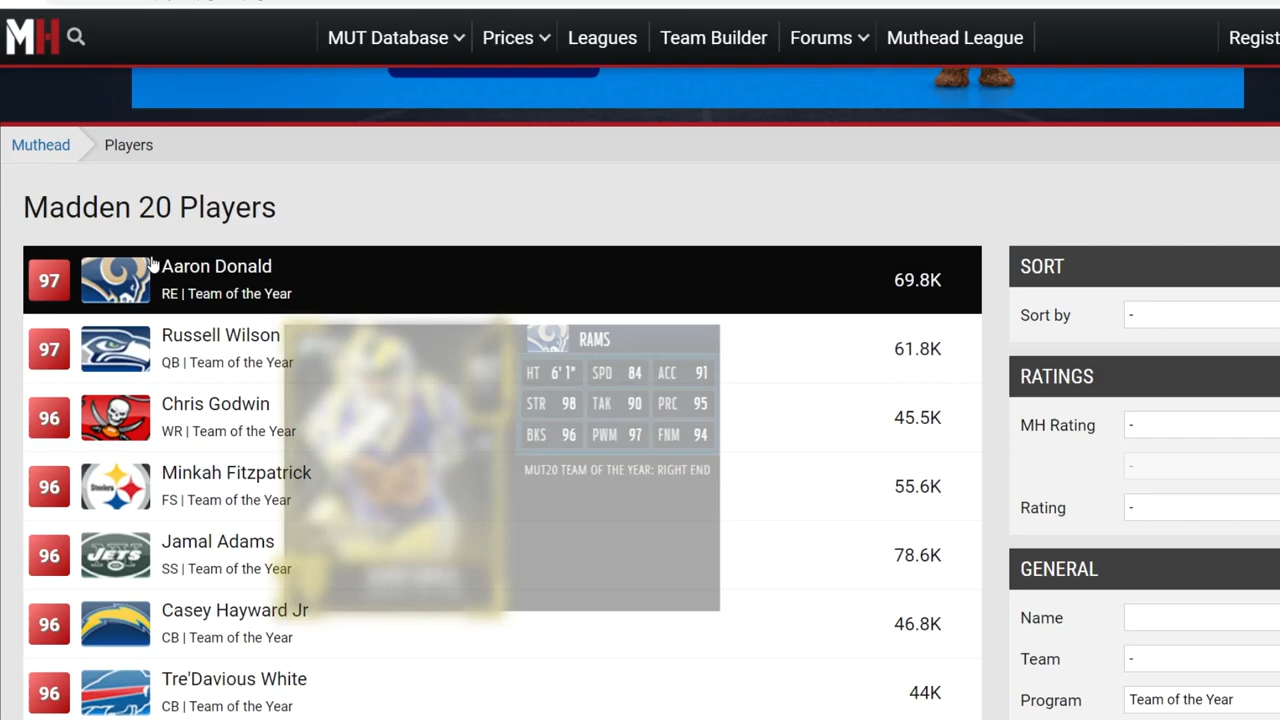 MH
MUT Database Prices Leagues Team Builder Forums Muthead League Regist
Muthead Players
Madden 20 Players
97 Aaron Donald 69.8K
RE | Team of the Year
97 Russell Wilson 61.8K
QB | Team of the Year
96 Chris Godwin 45.5K
WR | Team of the Year
96 Steelers Minkah Fitzpatrick 55.6K
FS | Team of the Year
96 JETS Jamal Adams 78.6K
SS | Team of the Year
96 Casey Hayward Jr 46.8K
CB | Team of the Year
96 Tre'Davious White 44K
CB | Team of the Year
RAMS
HT 6' 1" SPD 84 ACC 91
STR 98 TAK 90 PRC 95
BKS 96 PWM 97 FNM 94
MUT20 TEAM OF THE YEAR: RIGHT END
SORT
Sort by -
RATINGS
MH Rating -
-
Rating -
GENERAL
Name
Team -
Program Team of the Year